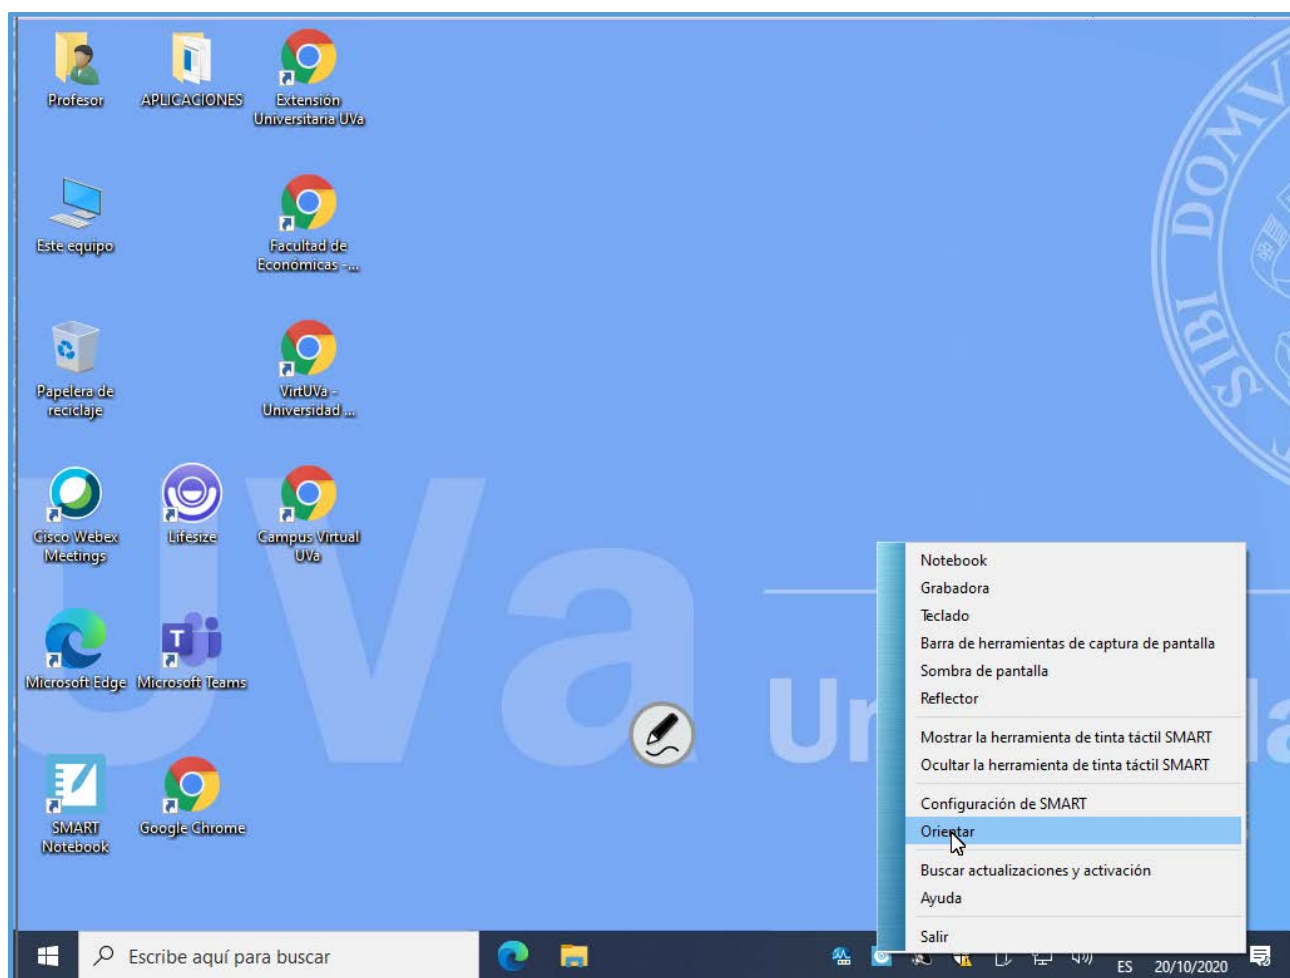 Profesor
APLICACIONES
Extensión
Universitaria UVa
Este equipo
Facultad de
Económicas -...
Papelera de
reciclaje
VirtUVa -
Universidad ...
Cisco Webex
Meetings
Lifesize
Campus Virtual
UVa
Microsoft Edge
Microsoft Teams
SMART
Notebook
Google Chrome
UVa
SIBI DOMV
Notebook
Grabadora
Teclado
Barra de herramientas de captura de pantalla
Sombra de pantalla
Reflector
Mostrar la herramienta de tinta táctil SMART
Ocultar la herramienta de tinta táctil SMART
Configuración de SMART
Orientar
Buscar actualizaciones y activación
Ayuda
Salir
Escribe aquí para buscar
ES
20/10/2020